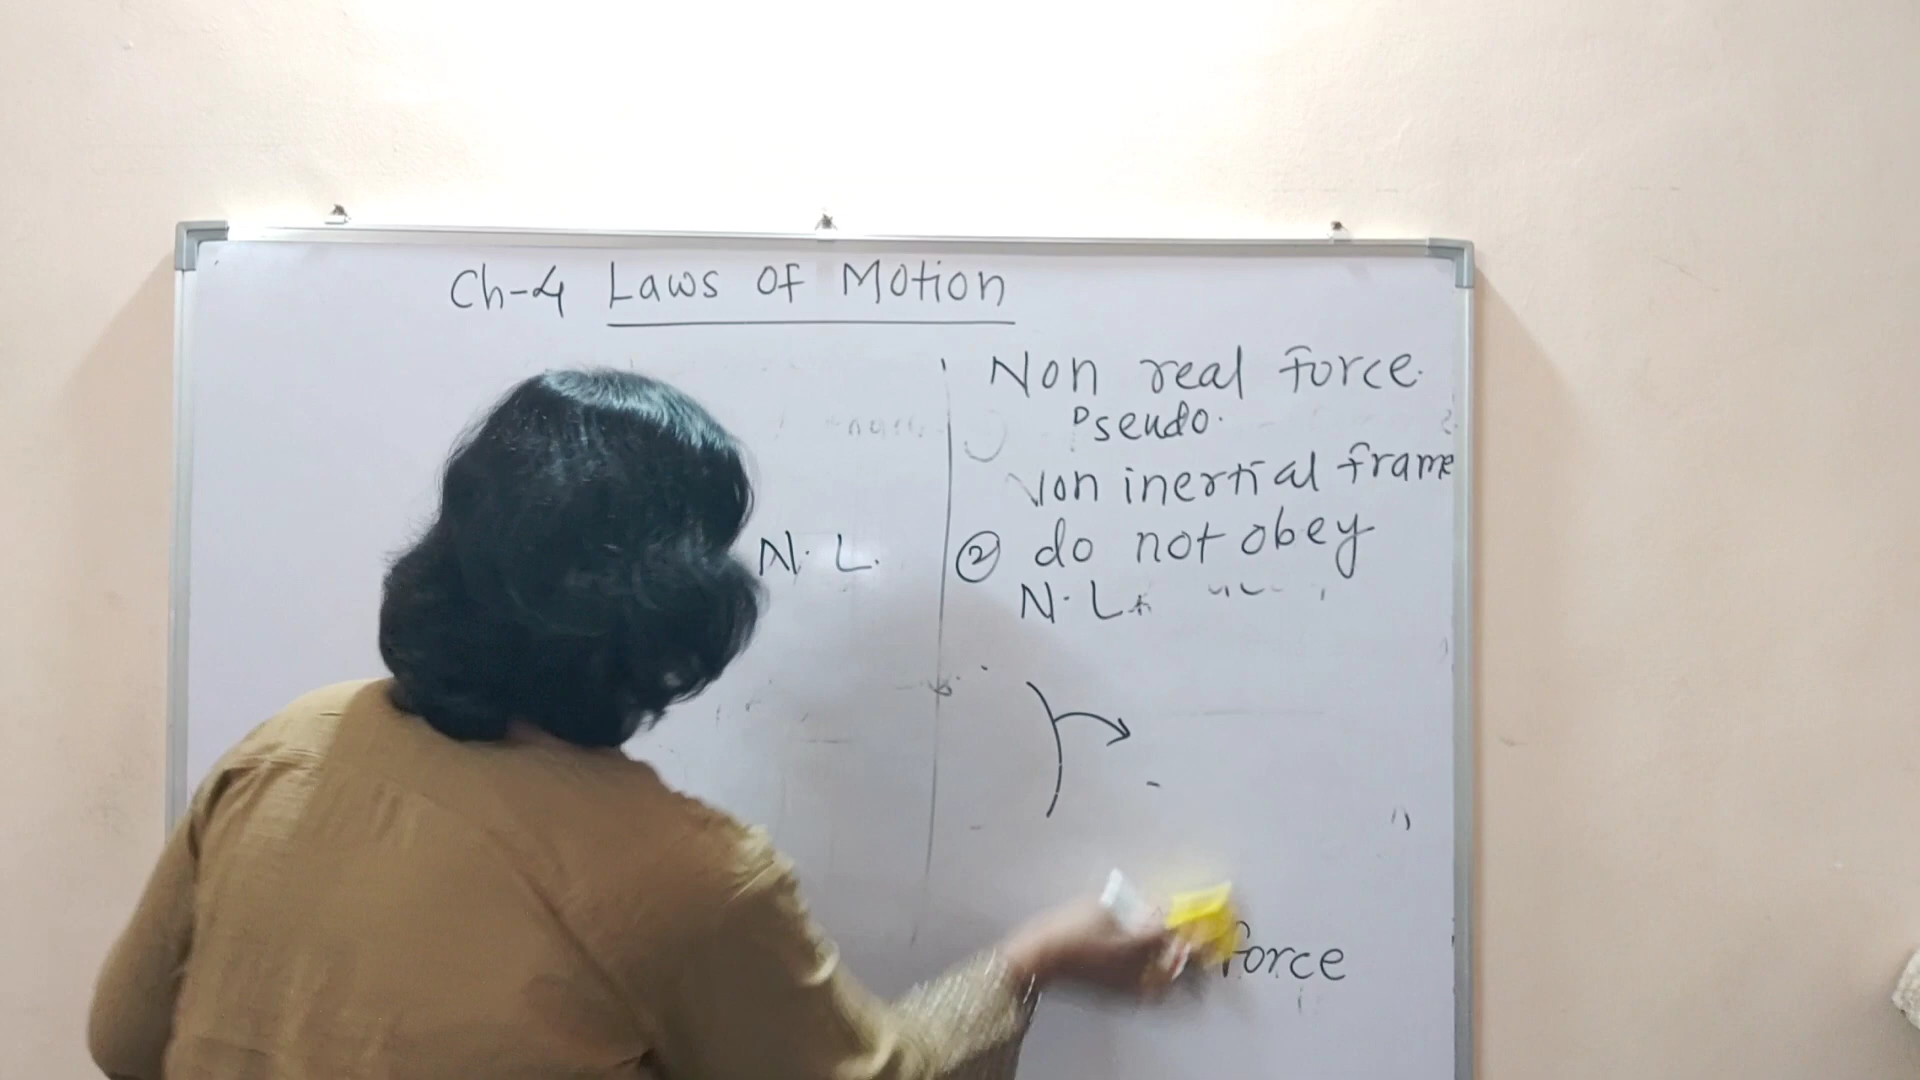 Ch-4 Laws of Motion
Non real force.
Pseudo.
Non inertial frame
N. L.
② do not obey
N. L.
force